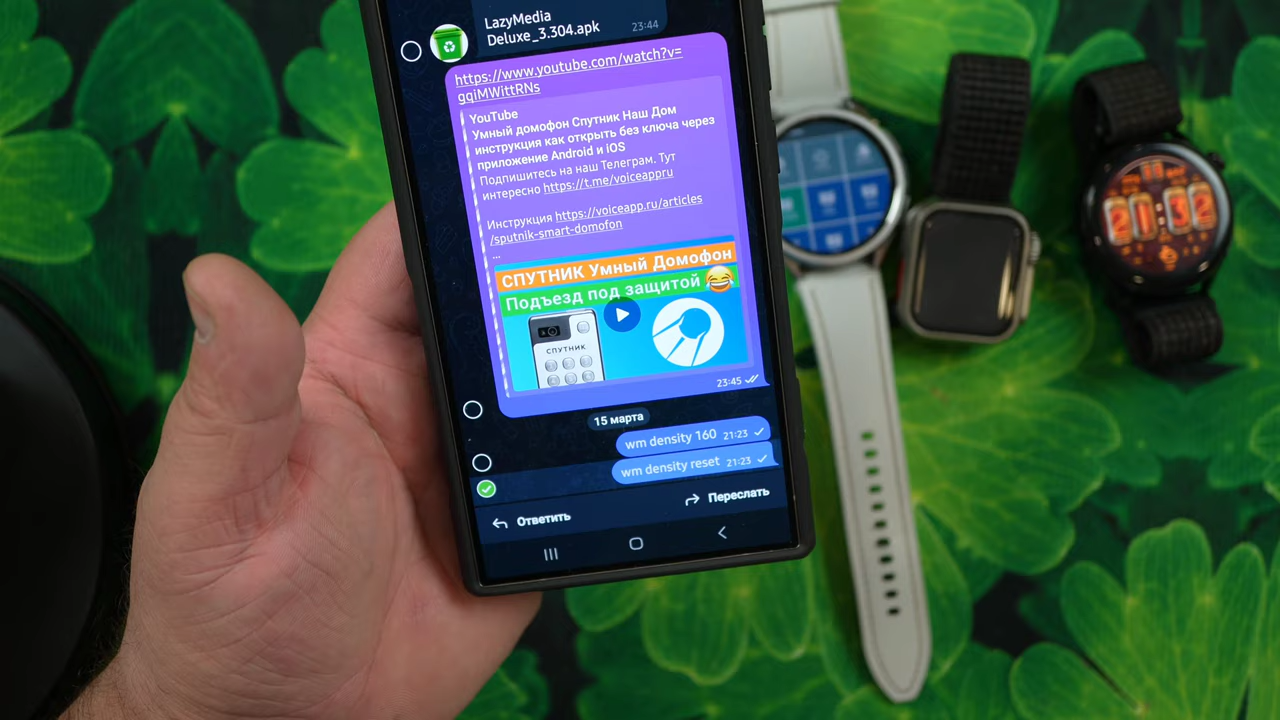 LazyMedia
Deluxe_3.304.apk
23:44
https://www.youtube.com/watch?v=
gqiMWittRNs
YouTube
Умный домофон Спутник Наш Дом
инструкция как открыть без ключа через
приложение Android и iOS
Подпишитесь на наш Телеграм. Тут
интересно https://t.me/voiceappru
Инструкция https://voiceapp.ru/articles
/sputnik-smart-domofon
...
СПУТНИК Умный Домофон
Подъезд под защитой
СПУТНИК
23:45
15 марта
wm density 160 21:23
wm density reset 21:23
Ответить
Переслать
21:32